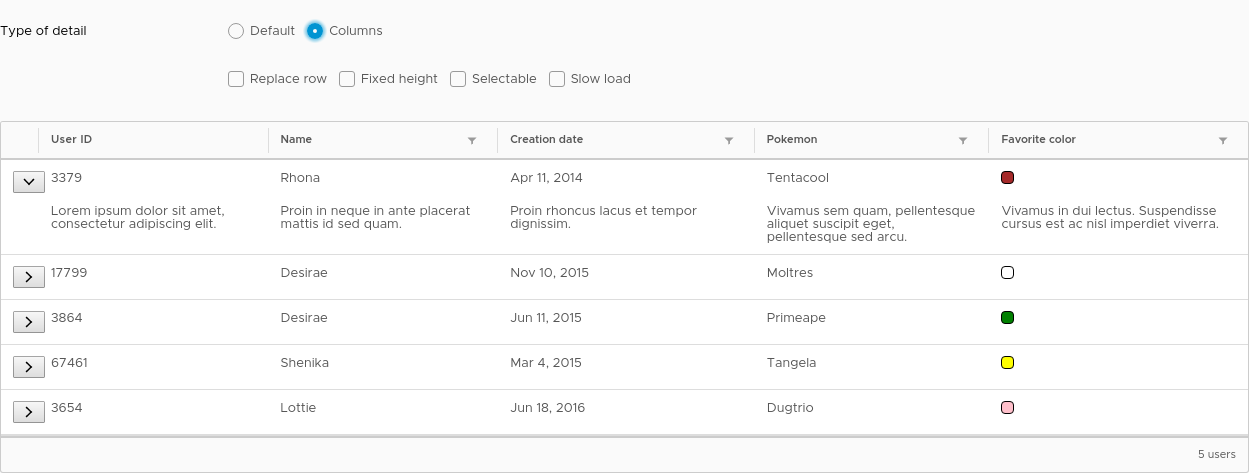 Type of detail
Default Columns
Replace row Fixed height Selectable Slow load
User ID Name Creation date Pokemon Favorite color
3379 Rhona Apr 11, 2014 Tentacool
Lorem ipsum dolor sit amet, Proin in neque in ante placerat Proin rhoncus lacus et tempor Vivamus sem quam, pellentesque Vivamus in dui lectus. Suspendisse
consectetur adipiscing elit. mattis id sed quam. dignissim. aliquet suscipit eget, cursus est ac nisl imperdiet viverra.
pellentesque sed arcu.
17799 Desirae Nov 10, 2015 Moltres
3864 Desirae Jun 11, 2015 Primeape
67461 Shenika Mar 4, 2015 Tangela
3654 Lottie Jun 18, 2016 Dugtrio
5 users